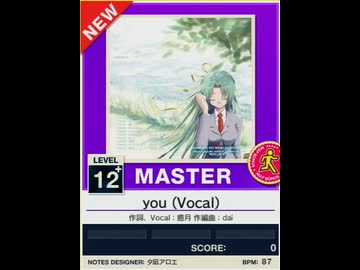 NEW
LEVEL
12+
MASTER
you (Vocal)
作詞、Vocal：癒月 作編曲：dai
SCORE: 0
NOTES DESIGNER: 夕凪アロエ
BPM: 87